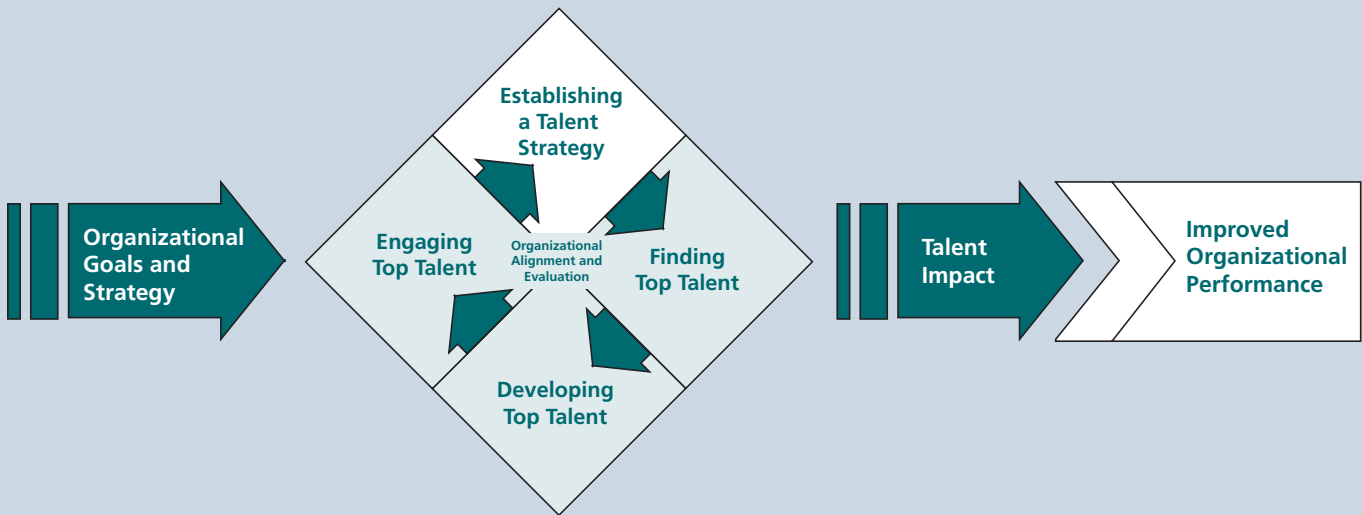 Organizational
Goals and
Strategy
Establishing
a Talent
Strategy
Engaging
Top Talent
Organizational
Alignment and
Evaluation
Finding
Top Talent
Developing
Top Talent
Talent
Impact
Improved
Organizational
Performance